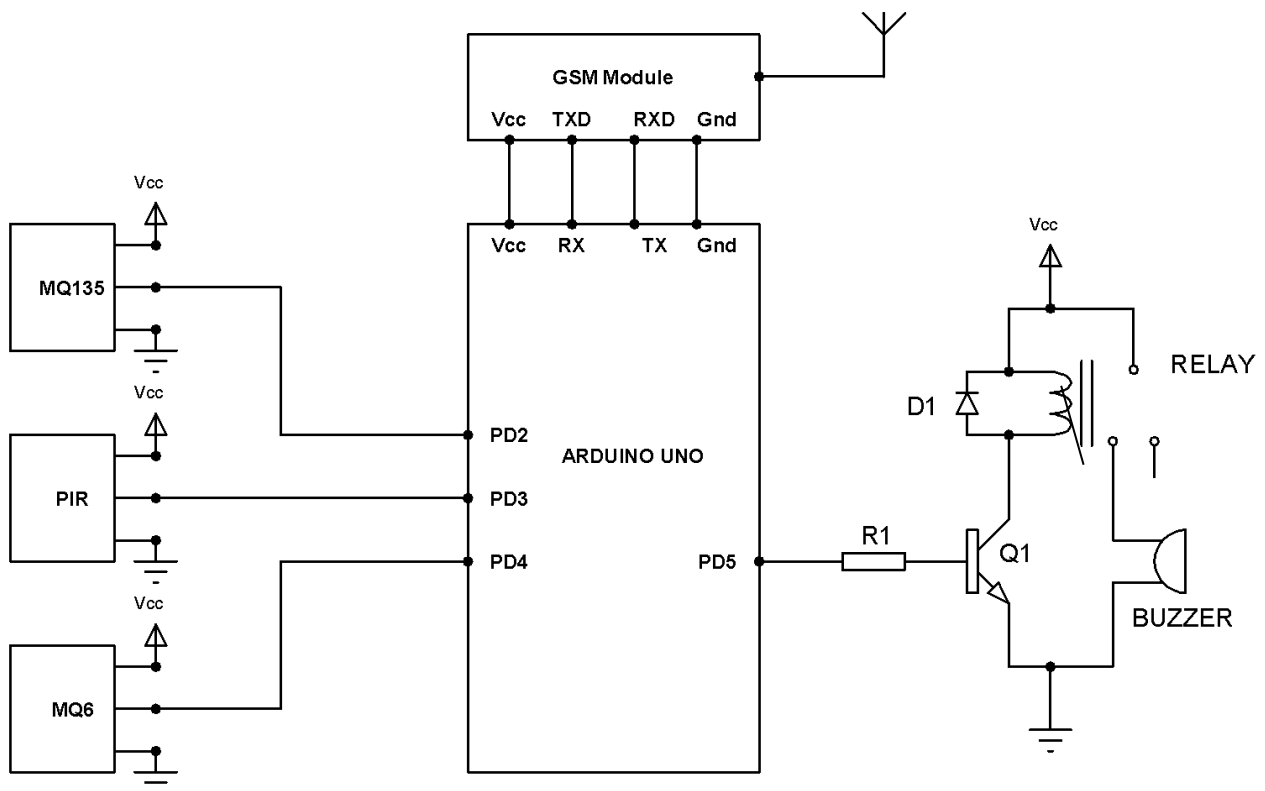 GSM Module
Vcc TXD RXD Gnd
Vcc
MQ135
Vcc RX TX Gnd
Vcc
RELAY
D1
Vcc
PD2
ARDUINO UNO
PIR
PD3
R1
Q1
PD4
PD5
Vcc
BUZZER
MQ6